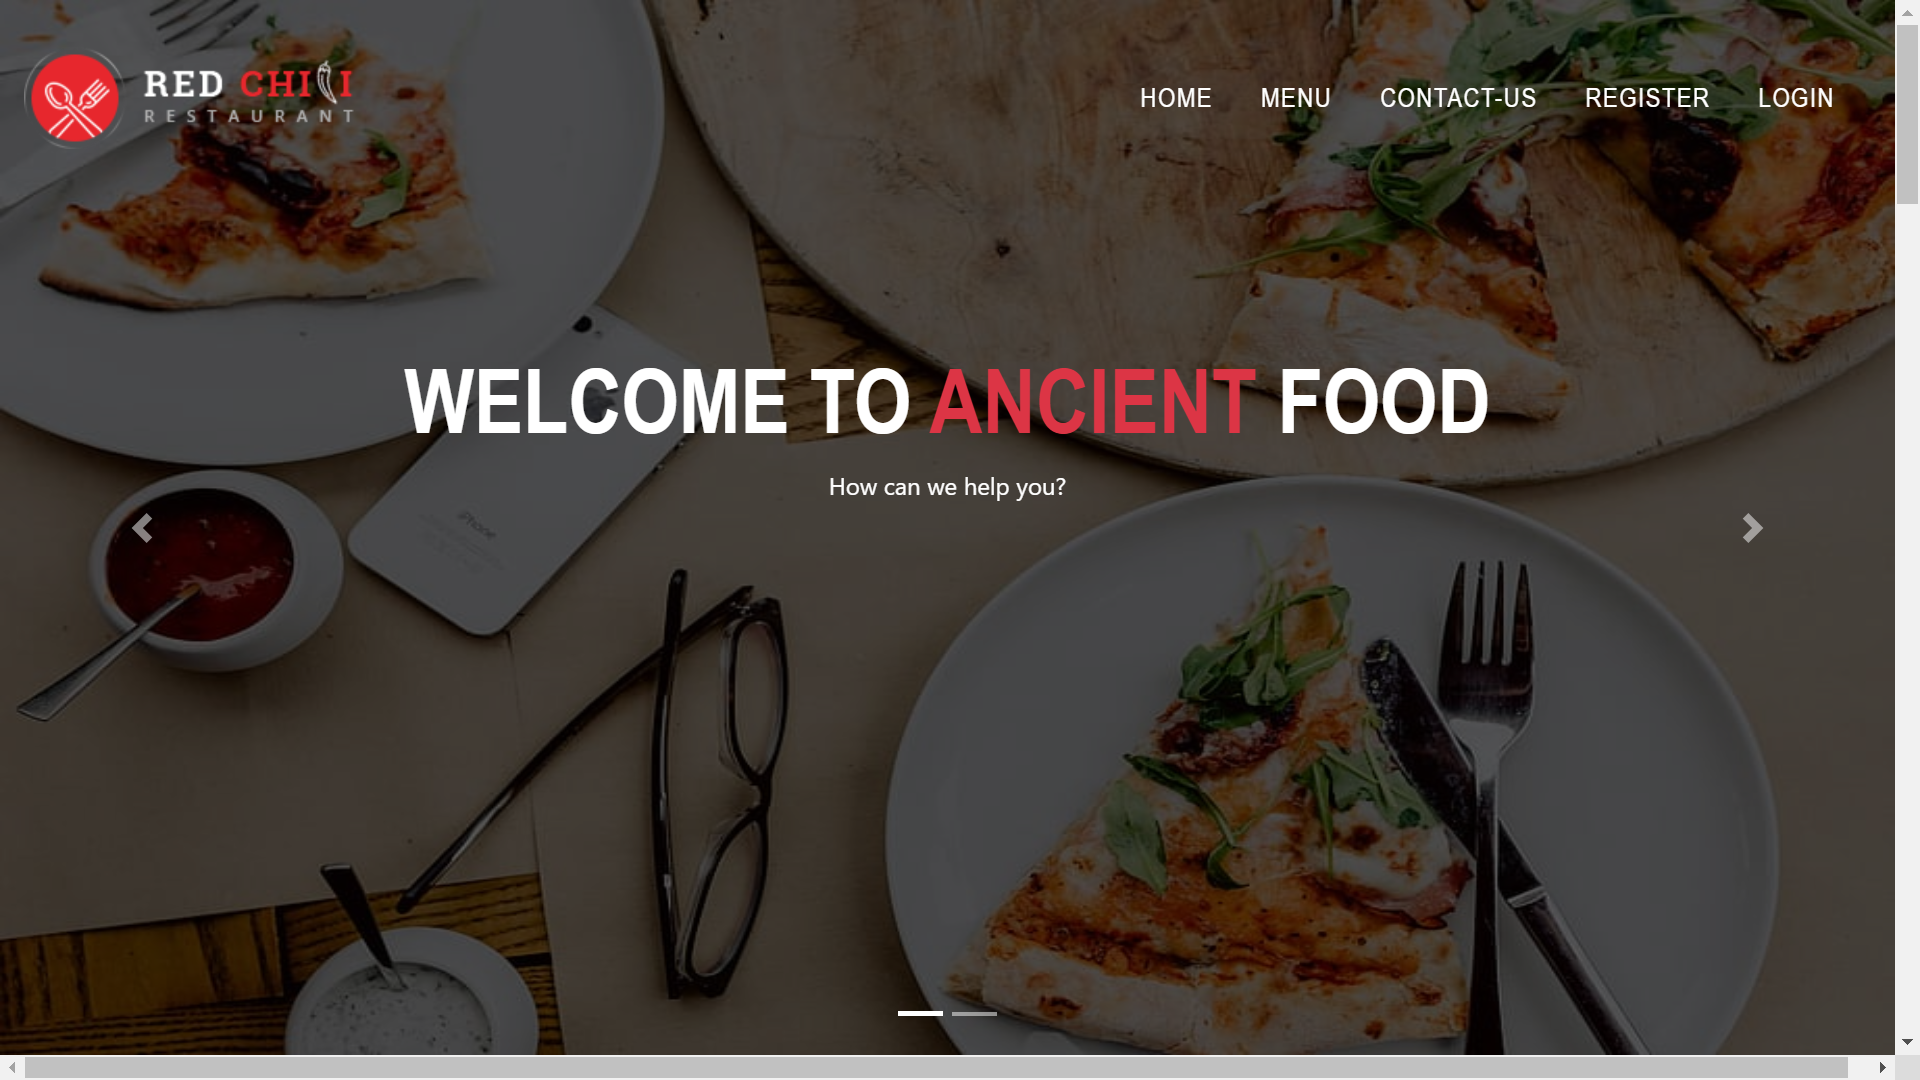 RED CHILI
RESTAURANT
HOME MENU CONTACT-US REGISTER LOGIN
WELCOME TO ANCIENT FOOD
How can we help you?
iPhone